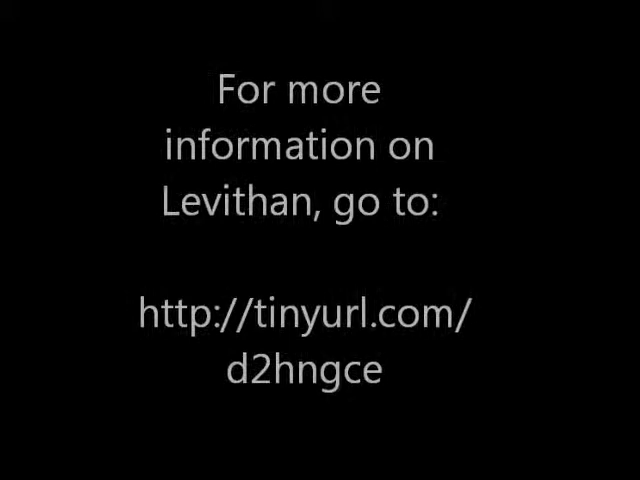 For more
information on
Levithan, go to:
http://tinyurl.com/
d2hngce